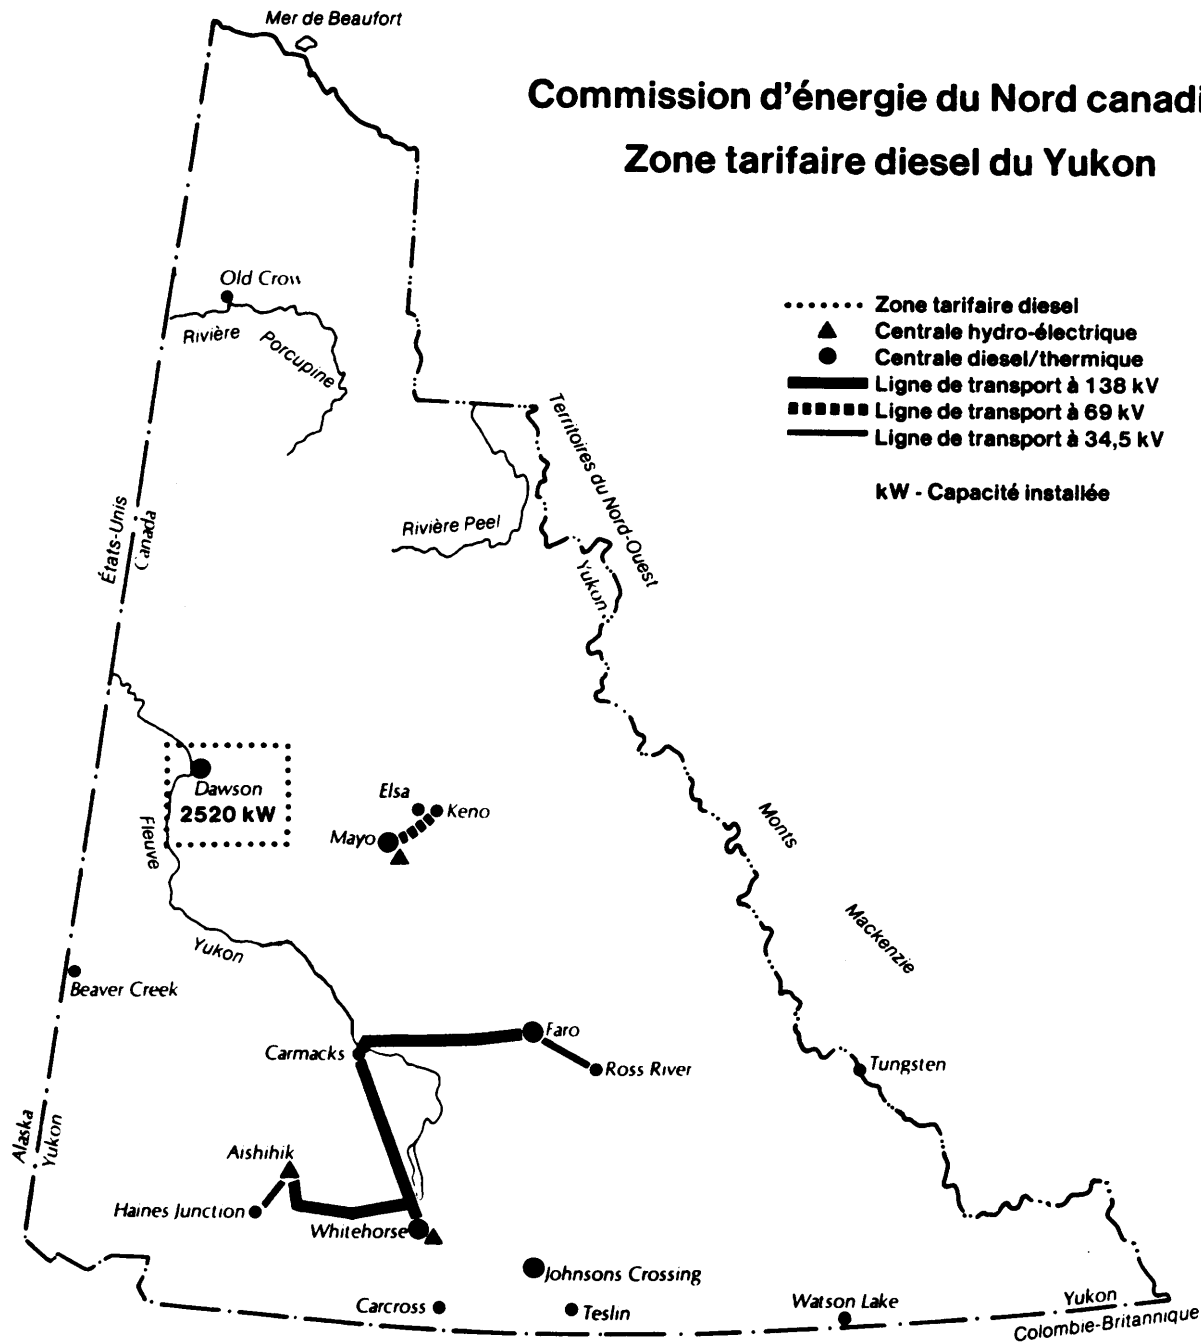 Mer de Beaufort
Commission d'énergie du Nord canadi
Zone tarifaire diesel du Yukon
Old Crow
Rivière Porcupine
Zone tarifaire diesel
Centrale hydro-électrique
Centrale diesel/thermique
Ligne de transport à 138 kV
Ligne de transport à 69 kV
Ligne de transport à 34,5 kV
kW - Capacité installée
Territoires du Nord-Ouest
Yukon
Rivière Peel
États-Unis
Canada
Dawson
2520 kW
Elsa
Keno
Mayo
Fleuve
Yukon
Monts
Mackenzie
Beaver Creek
Faro
Carmacks
Ross River
Tungsten
Alaska
Yukon
Aishihik
Haines Junction
Whitehorse
Johnsons Crossing
Carcross
Teslin
Watson Lake
Yukon
Colombie-Britannique